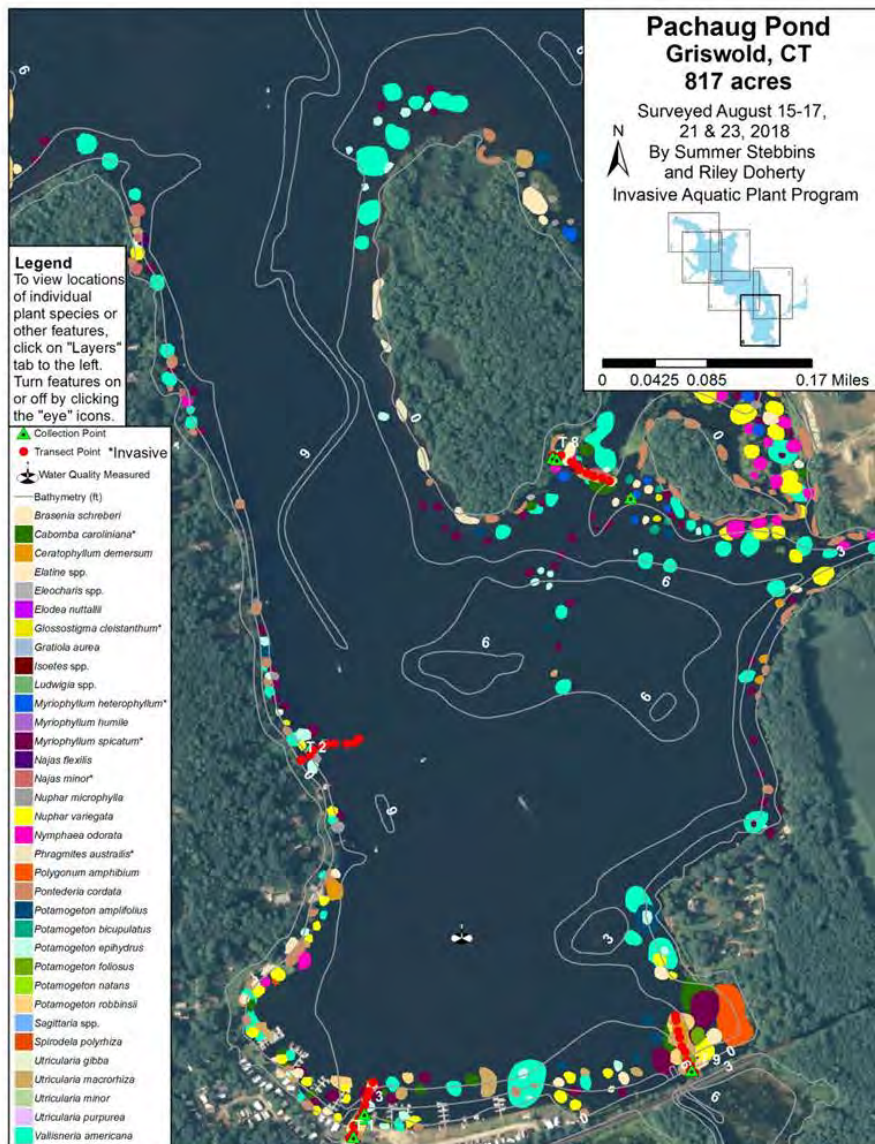 Pachaug Pond
Griswold, CT
817 acres
Surveyed August 15-17,
21 & 23, 2018
By Summer Stebbins
and Riley Doherty
Invasive Aquatic Plant Program
N
0 0.0425 0.085 0.17 Miles
Legend
To view locations
of individual
plant species or
other features,
click on "Layers"
tab to the left.
Turn features on
or off by clicking
the "eye" icons.
Collection Point
Transect Point *Invasive
Water Quality Measured
Bathymetry (ft)
Brasenia schreberi
Cabomba caroliniana*
Ceratophyllum demersum
Elatine spp.
Eleocharis spp.
Elodea nuttallii
Glossostigma cleistanthum*
Gratiola aurea
Isoetes spp.
Ludwigia spp.
Myriophyllum heterophyllum*
Myriophyllum humile
Myriophyllum spicatum*
Najas flexilis
Najas minor*
Nuphar microphylla
Nuphar variegata
Nymphaea odorata
Phragmites austrailis*
Polygonum amphibium
Pontederia cordata
Potamogeton amplifolius
Potamogeton bicupulatus
Potamogeton epihydrus
Potamogeton foliosus
Potamogeton natans
Potamogeton robbinsii
Sagittaria spp.
Spirodela polyrhiza
Utricularia gibba
Utricularia macrorhiza
Utricularia minor
Utricularia purpurea
Vallisneria americana
6
6
9
0
T 8
0
3
6
6
6
T 2
0
6
3
0
3
6
3
T 1
0